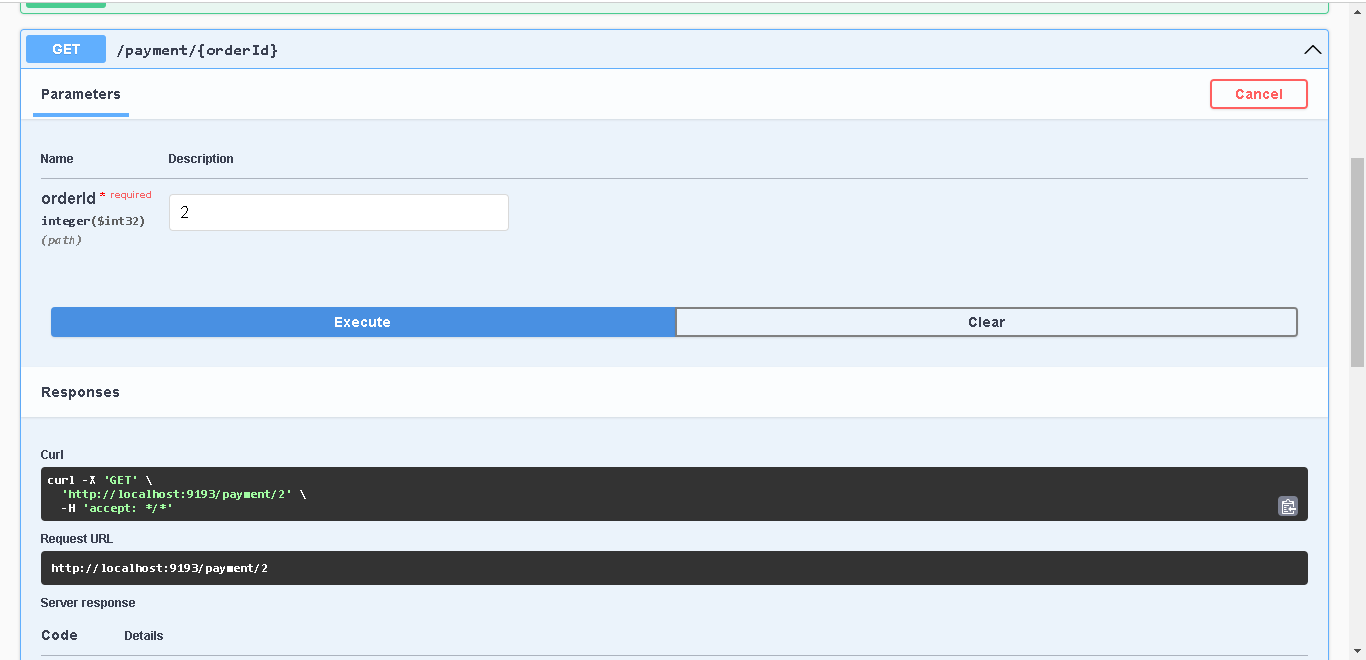 GET /payment/{orderId}
Parameters Cancel
Name Description
orderId * required
integer($int32)
(path)
2
Execute Clear
Responses
Curl
curl -X 'GET' \
'http://localhost:9193/payment/2' \
-H 'accept: */*'
Request URL
http://localhost:9193/payment/2
Server response
Code Details